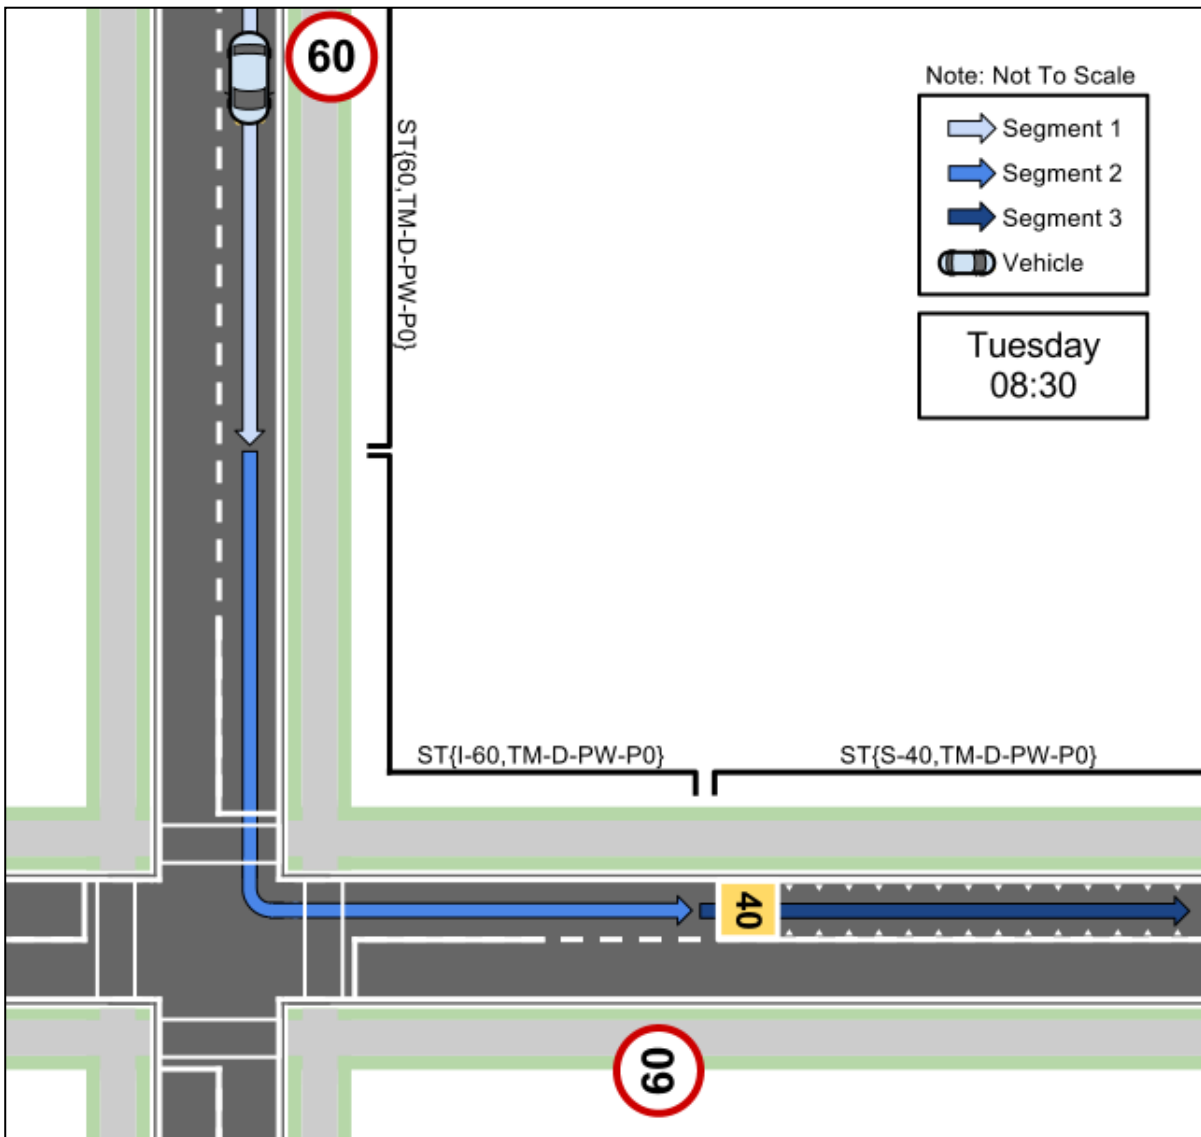 60
Note: Not To Scale
Segment 1
Segment 2
Segment 3
Vehicle
Tuesday
08:30
ST{60,TM-D-PW-P0}
ST{I-60,TM-D-PW-P0}
ST{S-40,TM-D-PW-P0}
40
60